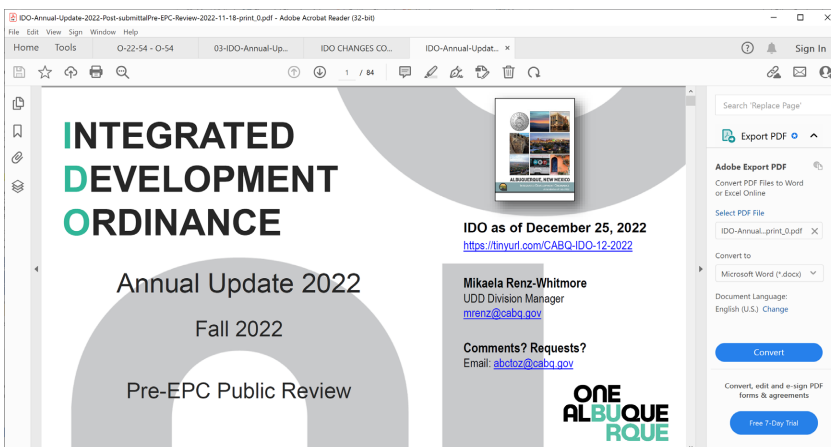 IDO-Annual-Update-2022-Post-submittalPre-EPC-Review-2022-11-18-print_0.pdf - Adobe Acrobat Reader (32-bit)
File Edit View Sign Window Help
Home Tools O-22-54 - O-54 03-IDO-Annual-Up... IDO CHANGES CO... IDO-Annual-Updat... ×
Sign In
1 / 84
INTEGRATED
DEVELOPMENT
ORDINANCE
Annual Update 2022
Fall 2022
Pre-EPC Public Review
ALBUQUERQUE, NEW MEXICO
IDO as of December 25, 2022
https://tinyurl.com/CABQ-IDO-12-2022
Mikaela Renz-Whitmore
UDD Division Manager
mrenz@cabq.gov
Comments? Requests?
Email: abctoz@cabq.gov
ONE
ALBUQUE
RQUE
Search 'Replace Page'
Export PDF
Adobe Export PDF
Convert PDF Files to Word
or Excel Online
Select PDF File
IDO-Annual...print_0.pdf ×
Convert to
Microsoft Word (*.docx)
Document Language:
English (U.S.) Change
Convert
Convert, edit and e-sign PDF
forms & agreements
Free 7-Day Trial